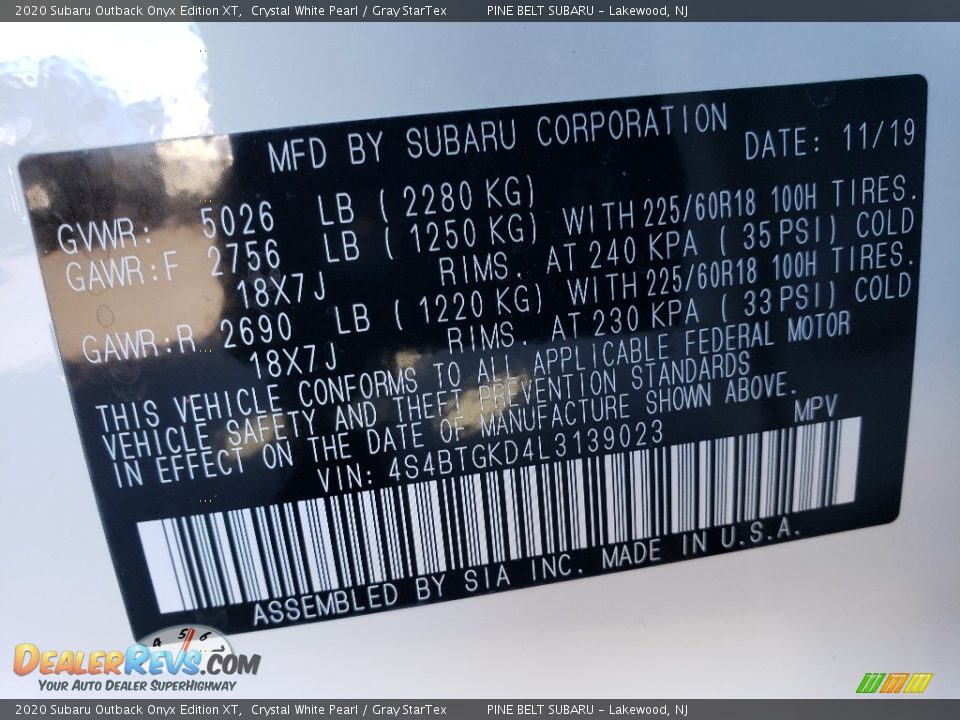 2020 Subaru Outback Onyx Edition XT, Crystal White Pearl / Gray StarTex PINE BELT SUBARU - Lakewood, NJ
MFD BY SUBARU CORPORATION DATE: 11/19
GVWR: 5026 LB ( 2280 KG)
GAWR:F 2756 LB ( 1250 KG) WITH 225/60R18 100H TIRES.
18X7J RIMS. AT 240 KPA ( 35 PSI) COLD
GAWR:R 2690 LB ( 1220 KG) WITH 225/60R18 100H TIRES.
18X7J RIMS. AT 230 KPA ( 33 PSI) COLD
THIS VEHICLE CONFORMS TO ALL APPLICABLE FEDERAL MOTOR
VEHICLE SAFETY AND THEFT PREVENTION STANDARDS
IN EFFECT ON THE DATE OF MANUFACTURE SHOWN ABOVE.
VIN: 4S4BTGKD4L3139023 MPV
ASSEMBLED BY SIA INC. MADE IN U.S.A.
4 5 6
DEALERREVS.COM
YOUR AUTO DEALER SUPERHIGHWAY
2020 Subaru Outback Onyx Edition XT, Crystal White Pearl / Gray StarTex PINE BELT SUBARU - Lakewood, NJ